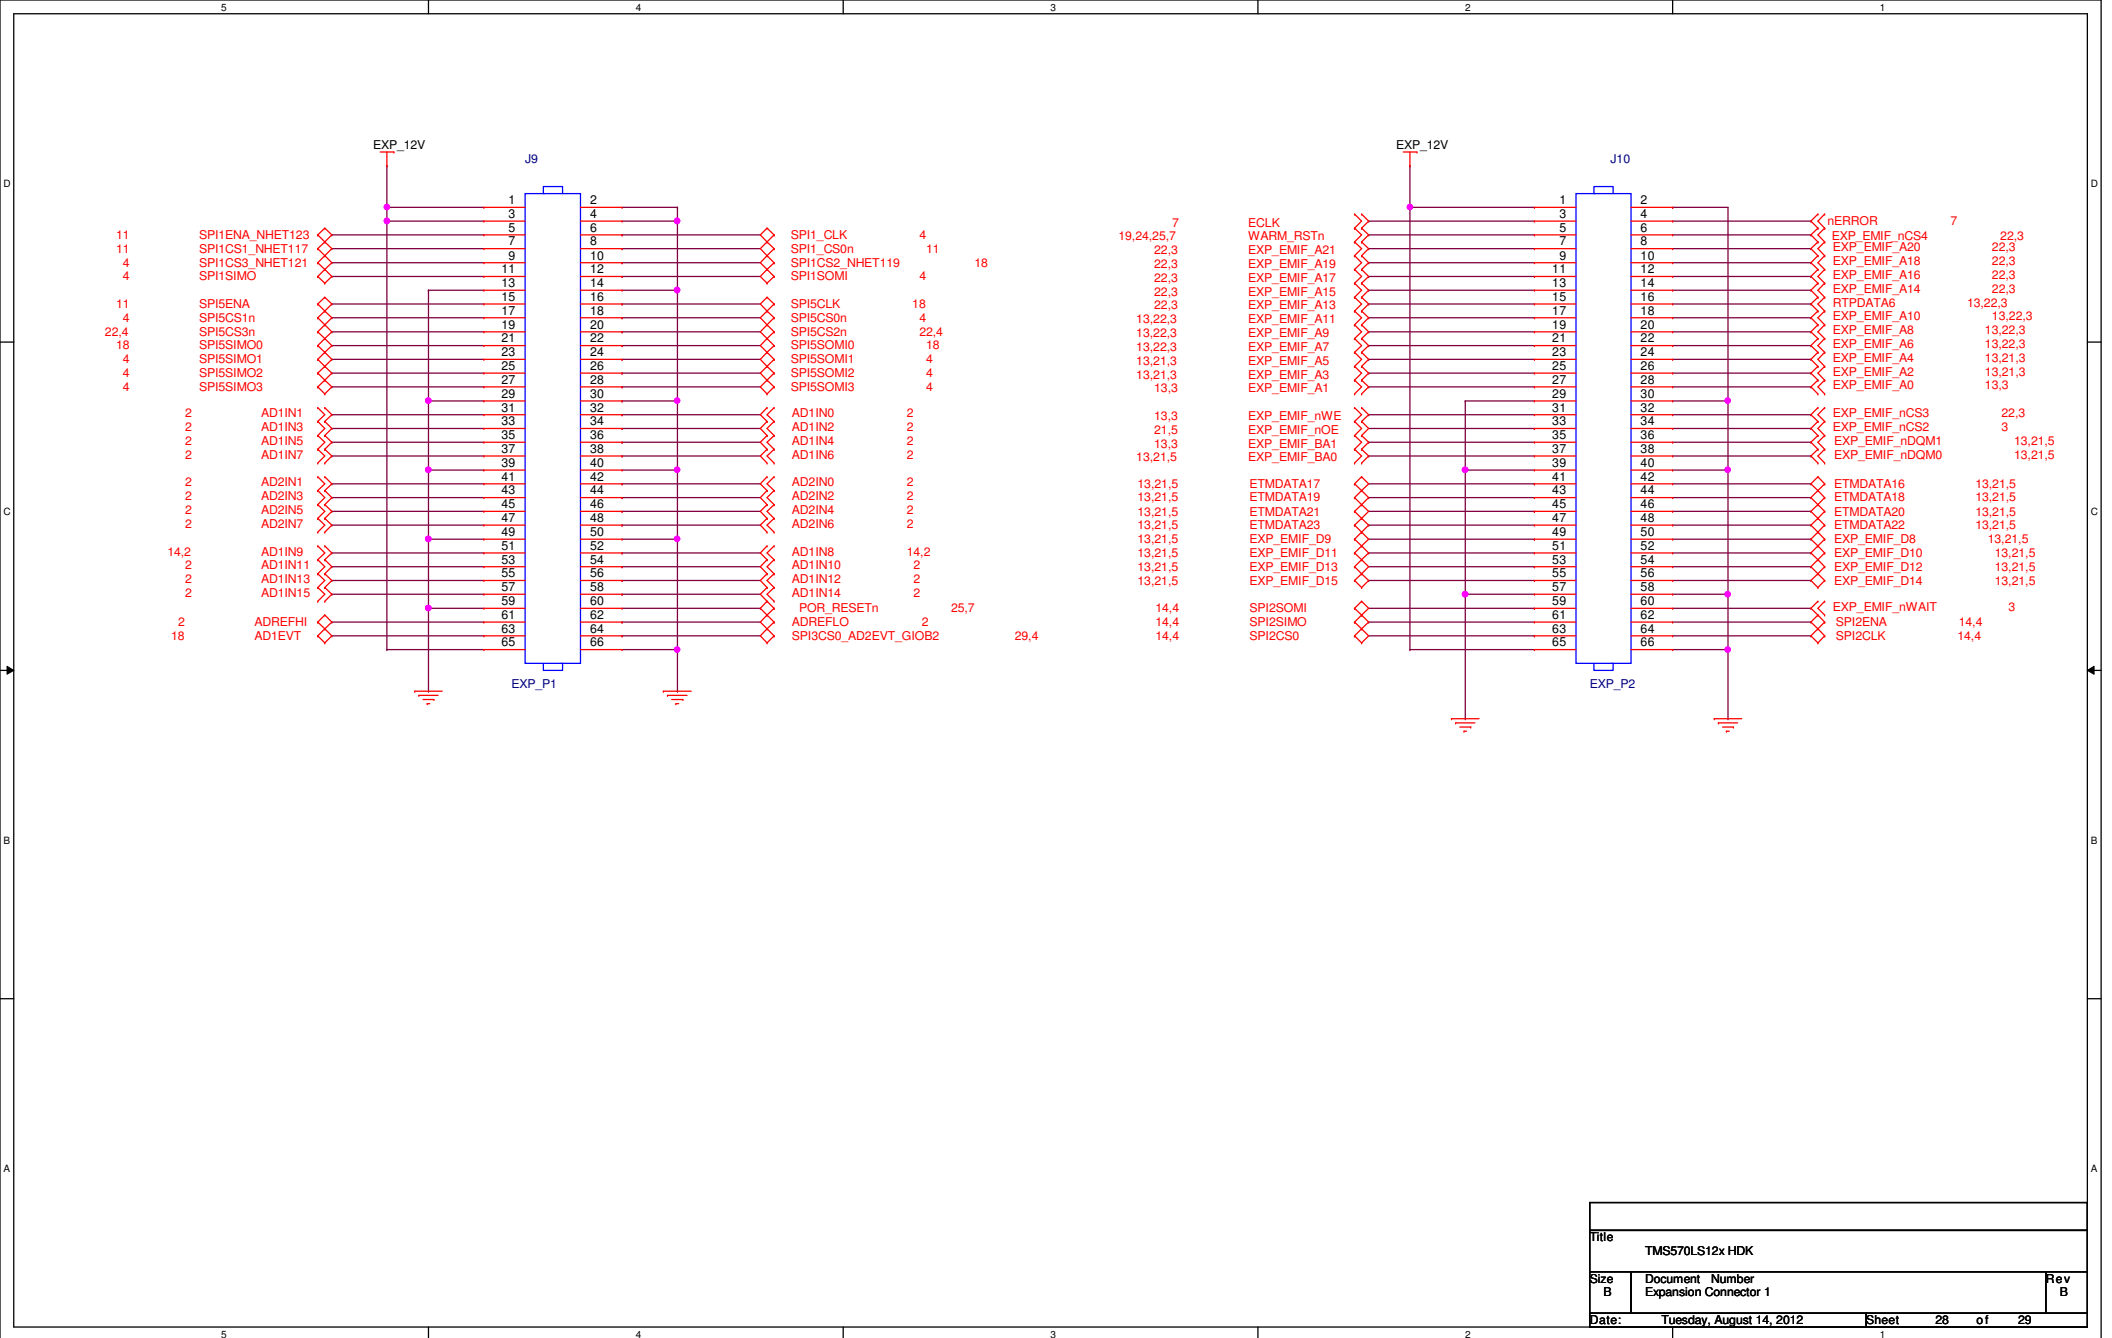 5 4 3 2 1
EXP_12V
J9
EXP_12V
J10
D D
1 2 1 2
3 4 7 ECLK 3 4 nERROR 7
11 SPI1ENA_NHET123 5 6 SPI1_CLK 4 19,24,25,7 WARM_RSTn 5 6 EXP_EMIF_nCS4 22,3
11 SPI1CS1_NHET117 7 8 SPI1_CS0n 11 22,3 EXP_EMIF_A21 7 8 EXP_EMIF_A20 22,3
4 SPI1CS3_NHET121 9 10 SPI1CS2_NHET119 18 22,3 EXP_EMIF_A19 9 10 EXP_EMIF_A18 22,3
4 SPI1SIMO 11 12 SPI1SOMI 4 22,3 EXP_EMIF_A17 11 12 EXP_EMIF_A16 22,3
13 14 22,3 EXP_EMIF_A15 13 14 EXP_EMIF_A14 22,3
11 SPI5ENA 15 16 SPI5CLK 18 22,3 EXP_EMIF_A13 15 16 RTPDATA6 13,22,3
4 SPI5CS1n 17 18 SPI5CS0n 4 13,22,3 EXP_EMIF_A11 17 18 EXP_EMIF_A10 13,22,3
22,4 SPI5CS3n 19 20 SPI5CS2n 22,4 13,22,3 EXP_EMIF_A9 19 20 EXP_EMIF_A8 13,22,3
18 SPI5SIMO0 21 22 SPI5SOMI0 18 13,22,3 EXP_EMIF_A7 21 22 EXP_EMIF_A6 13,22,3
4 SPI5SIMO1 23 24 SPI5SOMI1 4 13,21,3 EXP_EMIF_A5 23 24 EXP_EMIF_A4 13,21,3
4 SPI5SIMO2 25 26 SPI5SOMI2 4 13,21,3 EXP_EMIF_A3 25 26 EXP_EMIF_A2 13,21,3
4 SPI5SIMO3 27 28 SPI5SOMI3 4 13,3 EXP_EMIF_A1 27 28 EXP_EMIF_A0 13,3
29 30 29 30
2 AD1IN1 31 32 AD1IN0 2 13,3 EXP_EMIF_nWE 31 32 EXP_EMIF_nCS3 22,3
2 AD1IN3 33 34 AD1IN2 2 21,5 EXP_EMIF_nOE 33 34 EXP_EMIF_nCS2 3
2 AD1IN5 35 36 AD1IN4 2 13,3 EXP_EMIF_BA1 35 36 EXP_EMIF_nDQM1 13,21,5
2 AD1IN7 37 38 AD1IN6 2 13,21,5 EXP_EMIF_BA0 37 38 EXP_EMIF_nDQM0 13,21,5
39 40 39 40
2 AD2IN1 41 42 AD2IN0 2 13,21,5 ETMDATA17 41 42 ETMDATA16 13,21,5
2 AD2IN3 43 44 AD2IN2 2 13,21,5 ETMDATA19 43 44 ETMDATA18 13,21,5
C 2 AD2IN5 45 46 AD2IN4 2 13,21,5 ETMDATA21 45 46 ETMDATA20 13,21,5 C
2 AD2IN7 47 48 AD2IN6 2 13,21,5 ETMDATA23 47 48 ETMDATA22 13,21,5
49 50 13,21,5 EXP_EMIF_D9 49 50 EXP_EMIF_D8 13,21,5
14,2 AD1IN9 51 52 AD1IN8 14,2 13,21,5 EXP_EMIF_D11 51 52 EXP_EMIF_D10 13,21,5
2 AD1IN11 53 54 AD1IN10 2 13,21,5 EXP_EMIF_D13 53 54 EXP_EMIF_D12 13,21,5
2 AD1IN13 55 56 AD1IN12 2 13,21,5 EXP_EMIF_D15 55 56 EXP_EMIF_D14 13,21,5
2 AD1IN15 57 58 AD1IN14 2 57 58
59 60 POR_RESETn 25,7 14,4 SPI2SOMI 59 60 EXP_EMIF_nWAIT 3
2 ADREFHI 61 62 ADREFLO 2 14,4 SPI2SIMO 61 62 SPI2ENA 14,4
18 AD1EVT 63 64 SPI3CS0_AD2EVT_GIOB2 29,4 14,4 SPI2CS0 63 64 SPI2CLK 14,4
65 66 65 66
EXP_P1 EXP_P2
B B
A A
Title
TMS570LS12x HDK
Size Document Number Rev
B Expansion Connector 1 B
Date: Tuesday, August 14, 2012 Sheet 28 of 29
5 4 3 2 1